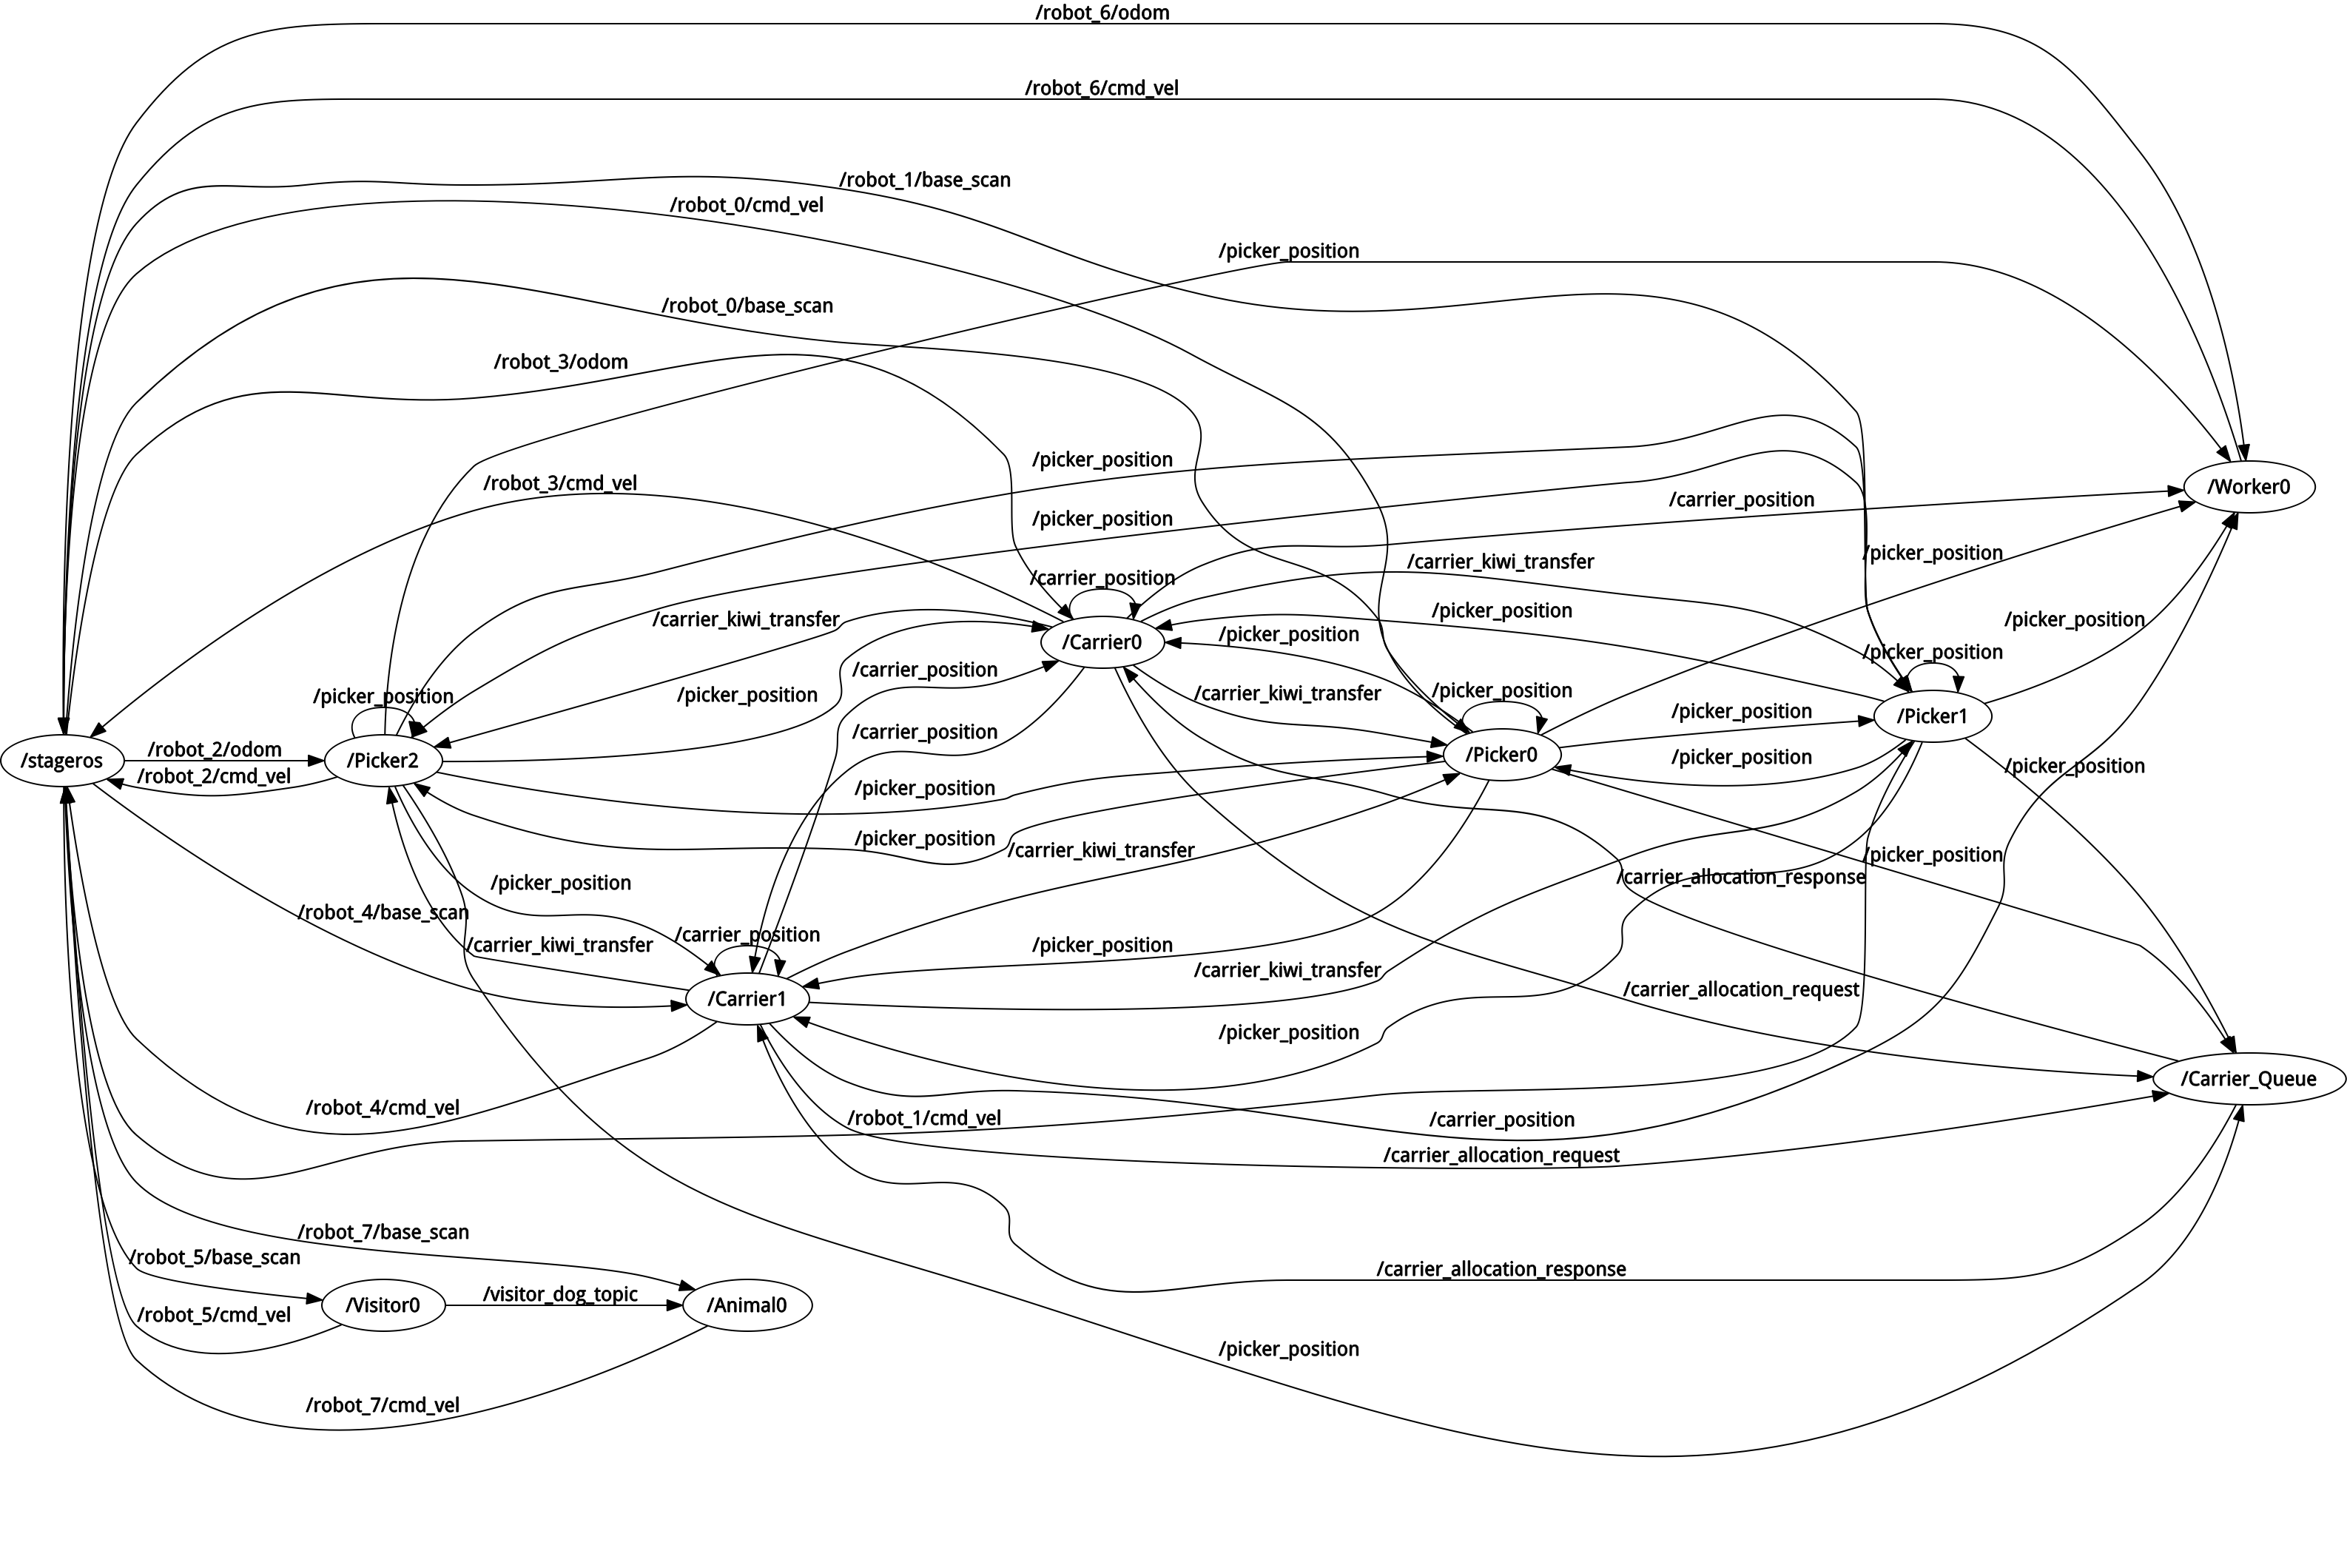 /robot_6/odom
/robot_6/cmd_vel
/robot_1/base_scan
/robot_0/cmd_vel
/picker_position
/robot_0/base_scan
/robot_3/odom
/picker_position
/robot_3/cmd_vel
/Worker0
/carrier_position
/picker_position
/picker_position
/carrier_kiwi_transfer
/carrier_position
/picker_position
/carrier_kiwi_transfer
/picker_position
/picker_position
/Carrier0
/picker_position
/carrier_position
/carrier_kiwi_transfer
/picker_position
/picker_position
/picker_position
/picker_position
/Picker1
/carrier_position
/robot_2/odom
/stageros
/Picker2
/Picker0
/picker_position
/picker_position
/robot_2/cmd_vel
/picker_position
/picker_position
/carrier_kiwi_transfer
/picker_position
/carrier_allocation_response
/picker_position
/robot_4/base_scan
/carrier_position
/carrier_kiwi_transfer
/picker_position
/carrier_kiwi_transfer
/carrier_allocation_request
/Carrier1
/picker_position
/Carrier_Queue
/robot_4/cmd_vel
/robot_1/cmd_vel
/carrier_position
/carrier_allocation_request
/robot_7/base_scan
/robot_5/base_scan
/carrier_allocation_response
/visitor_dog_topic
/Visitor0
/Animal0
/robot_5/cmd_vel
/picker_position
/robot_7/cmd_vel